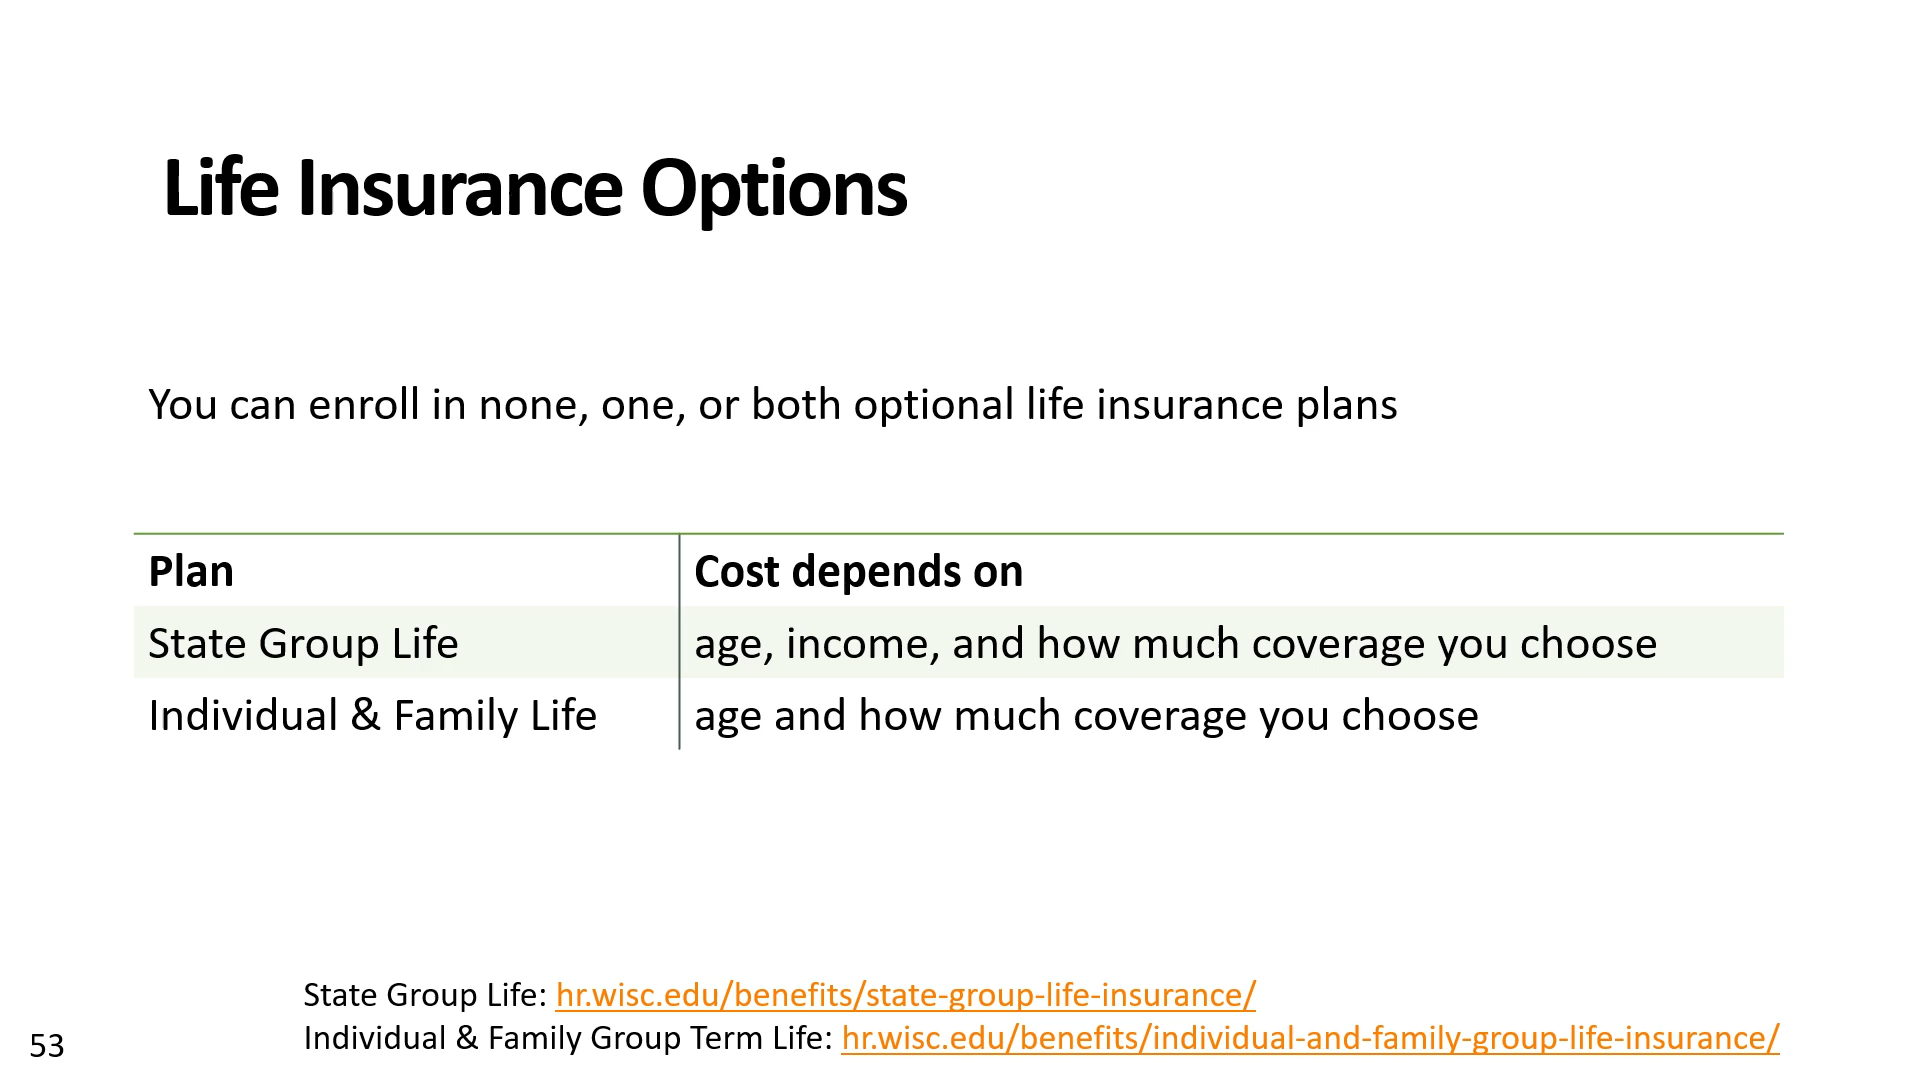 Life Insurance Options
You can enroll in none, one, or both optional life insurance plans
Plan Cost depends on
State Group Life age, income, and how much coverage you choose
Individual & Family Life age and how much coverage you choose
State Group Life: hr.wisc.edu/benefits/state-group-life-insurance/
Individual & Family Group Term Life: hr.wisc.edu/benefits/individual-and-family-group-life-insurance/
53